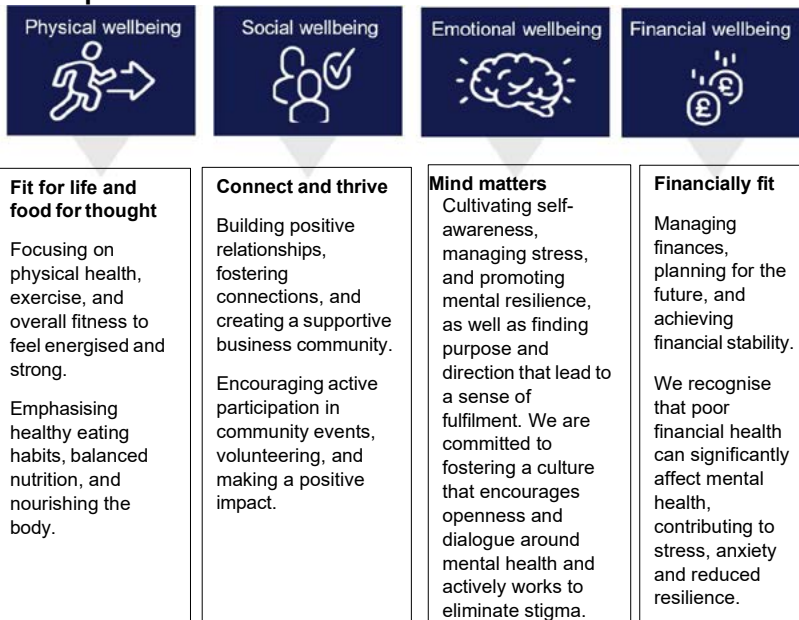 Physical wellbeing
Social wellbeing
Emotional wellbeing
Financial wellbeing
£
£
Fit for life and
food for thought
Focusing on
physical health,
exercise, and
overall fitness to
feel energised and
strong.
Emphasising
healthy eating
habits, balanced
nutrition, and
nourishing the
body.
Connect and thrive
Building positive
relationships,
fostering
connections, and
creating a supportive
business community.
Encouraging active
participation in
community events,
volunteering, and
making a positive
impact.
Mind matters
Cultivating self-
awareness,
managing stress,
and promoting
mental resilience,
as well as finding
purpose and
direction that lead to
a sense of
fulfilment. We are
committed to
fostering a culture
that encourages
openness and
dialogue around
mental health and
actively works to
eliminate stigma.
Financially fit
Managing
finances,
planning for the
future, and
achieving
financial stability.
We recognise
that poor
financial health
can significantly
affect mental
health,
contributing to
stress, anxiety
and reduced
resilience.